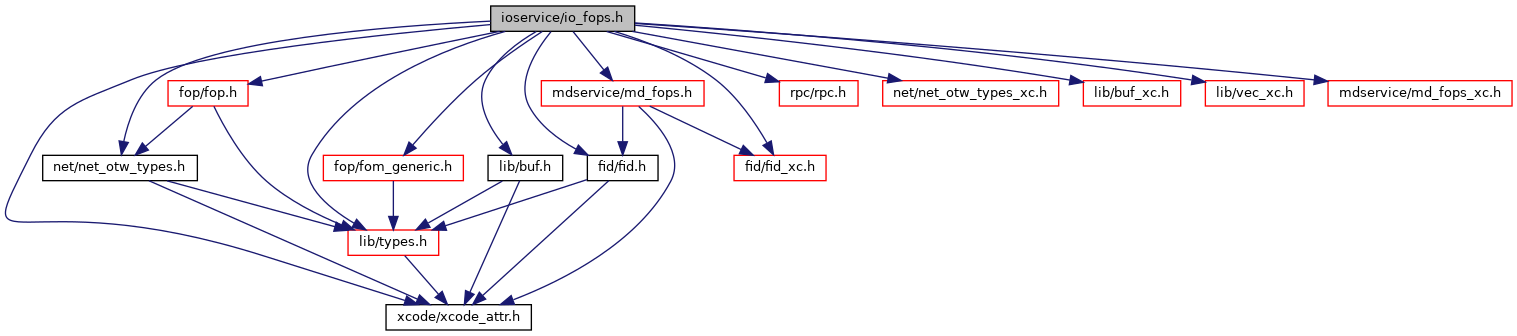 ioservice/io_fops.h
fop/fop.h
mdservice/md_fops.h
rpc/rpc.h
net/net_otw_types_xc.h
lib/buf_xc.h
lib/vec_xc.h
mdservice/md_fops_xc.h
net/net_otw_types.h
fop/fom_generic.h
lib/buf.h
fid/fid.h
fid/fid_xc.h
lib/types.h
xcode/xcode_attr.h